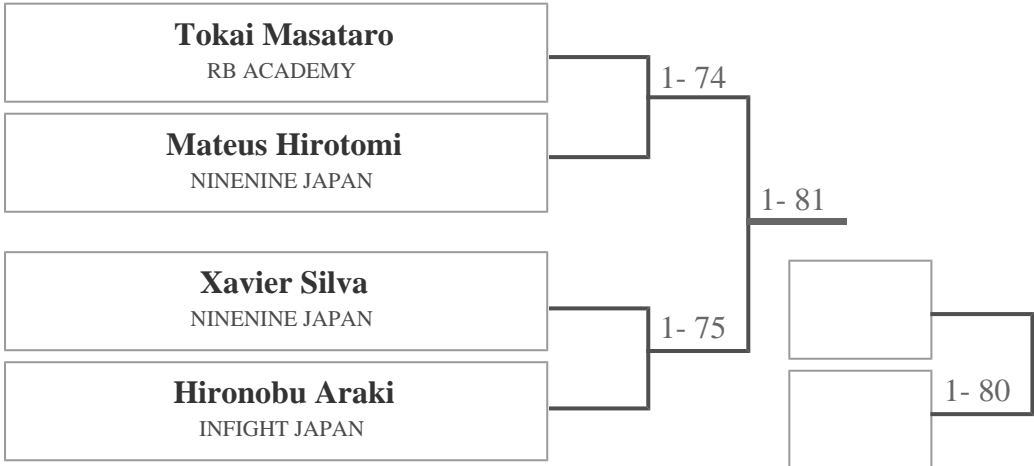 Tokai Masataro
RB ACADEMY
1- 74
Mateus Hirotomi
NINENINE JAPAN
1- 81
Xavier Silva
NINENINE JAPAN
1- 75
Hironobu Araki
INFIGHT JAPAN
1- 80